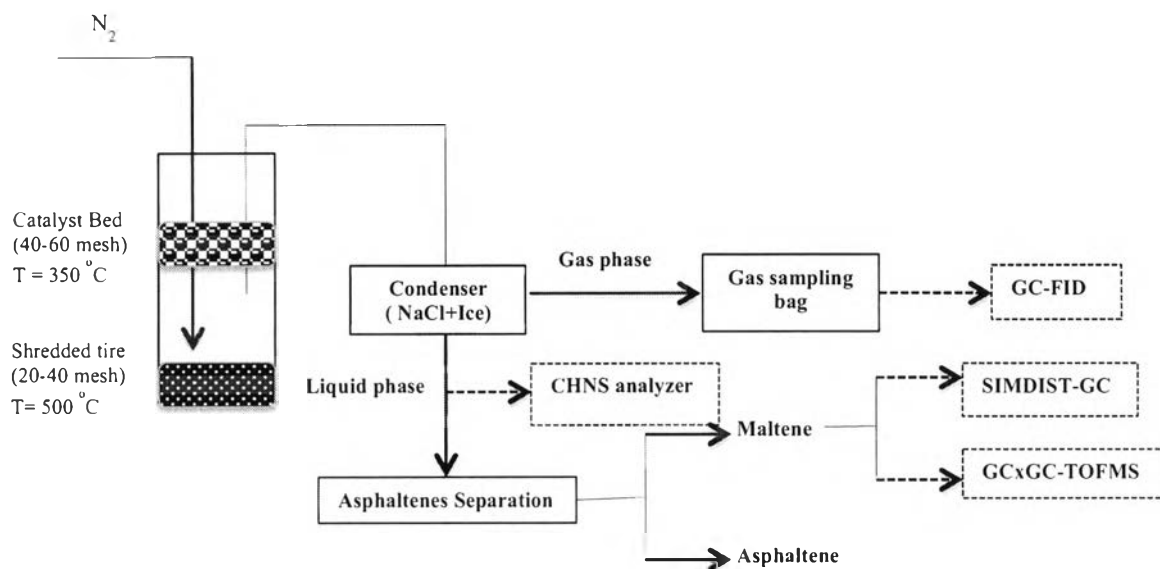 N2
Catalyst Bed
(40-60 mesh)
T = 350 °C
Shredded tire
(20-40 mesh)
T= 500 °C
Condenser
( NaCl+Ice)
Gas phase
Gas sampling
bag
GC-FID
Liquid phase
CHNS analyzer
Asphaltenes Separation
Maltene
Asphaltene
SIMDIST-GC
GCxGC-TOFMS